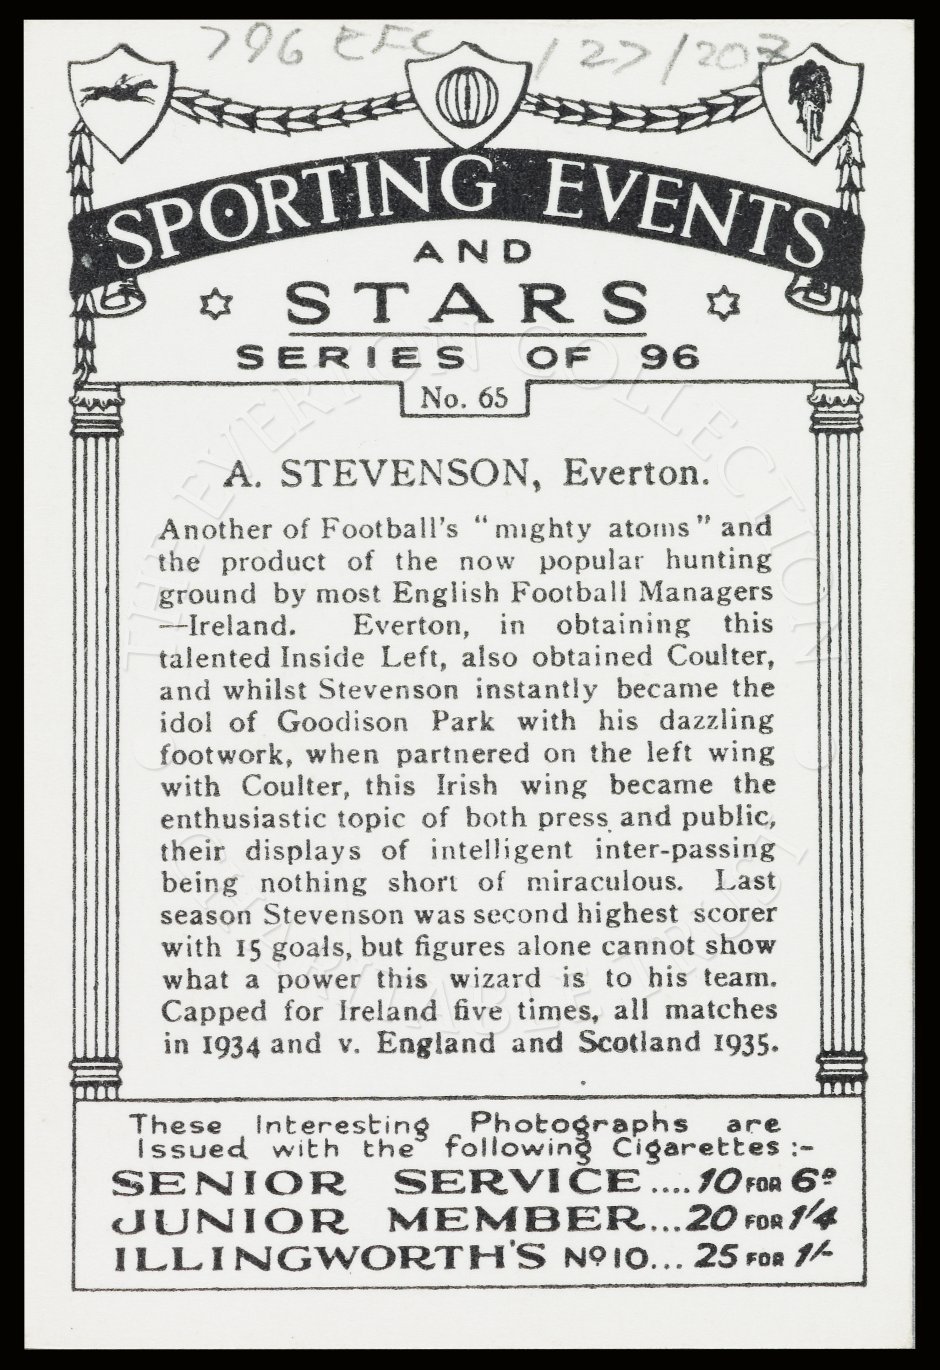 796 EFC /27/203
SPORTING EVENTS
AND
STARS
SERIES OF 96
No. 65
A. STEVENSON, Everton.
Another of Football's "mighty atoms" and
the product of the now popular hunting
ground by most English Football Managers
—Ireland. Everton, in obtaining this
talented Inside Left, also obtained Coulter,
and whilst Stevenson instantly became the
idol of Goodison Park with his dazzling
footwork, when partnered on the left wing
with Coulter, this Irish wing became the
enthusiastic topic of both press and public,
their displays of intelligent inter-passing
being nothing short of miraculous. Last
season Stevenson was second highest scorer
with 15 goals, but figures alone cannot show
what a power this wizard is to his team.
Capped for Ireland five times, all matches
in 1934 and v. England and Scotland 1935.
These Interesting Photographs are
Issued with the following Cigarettes :-
SENIOR SERVICE .... 10 FOR 6D
JUNIOR MEMBER... 20 FOR 1/4
ILLINGWORTH'S No 10... 25 FOR 1/-
THE EVERTON COLLECTION
CHARITABLE TRUST